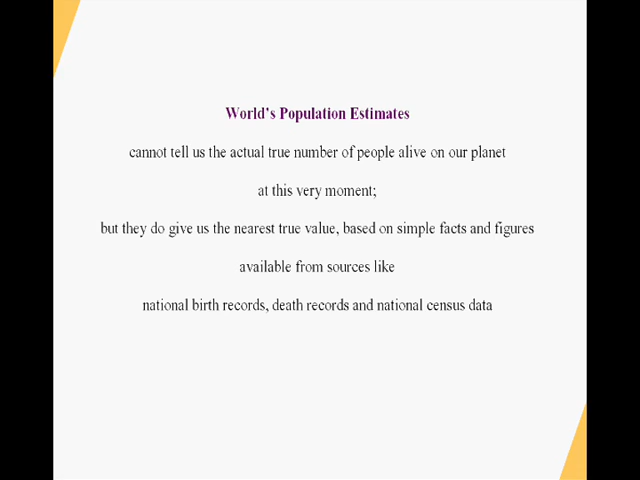 World's Population Estimates
cannot tell us the actual true number of people alive on our planet
at this very moment;
but they do give us the nearest true value, based on simple facts and figures
available from sources like
national birth records, death records and national census data